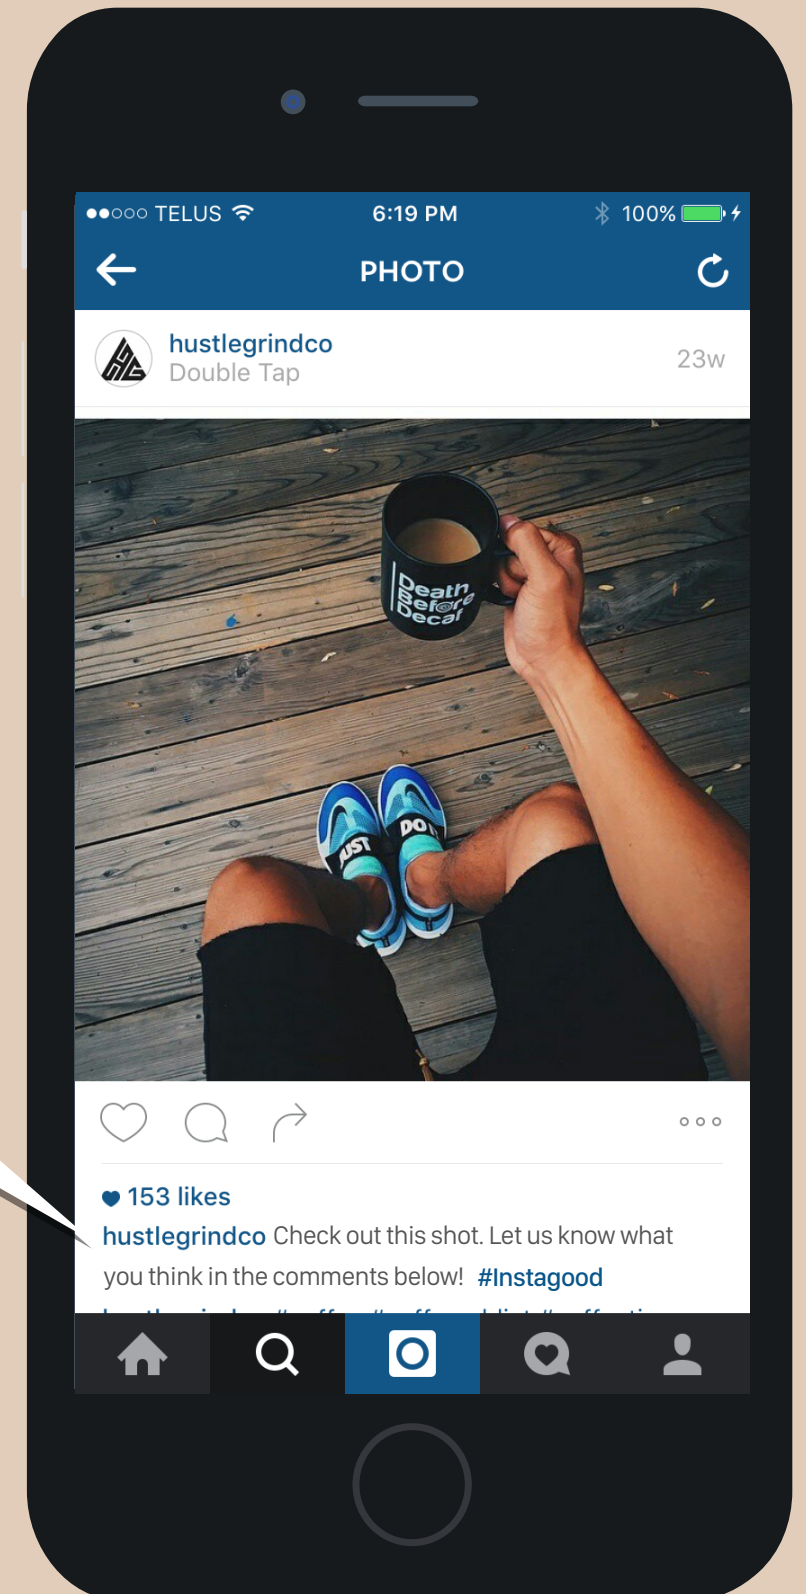 TELUS 6:19 PM 100%
PHOTO
hustlegrindco
Double Tap
23w
Death
Before
Decaf
JUST DO IT
153 likes
hustlegrindco Check out this shot. Let us know what
you think in the comments below! #Instagood